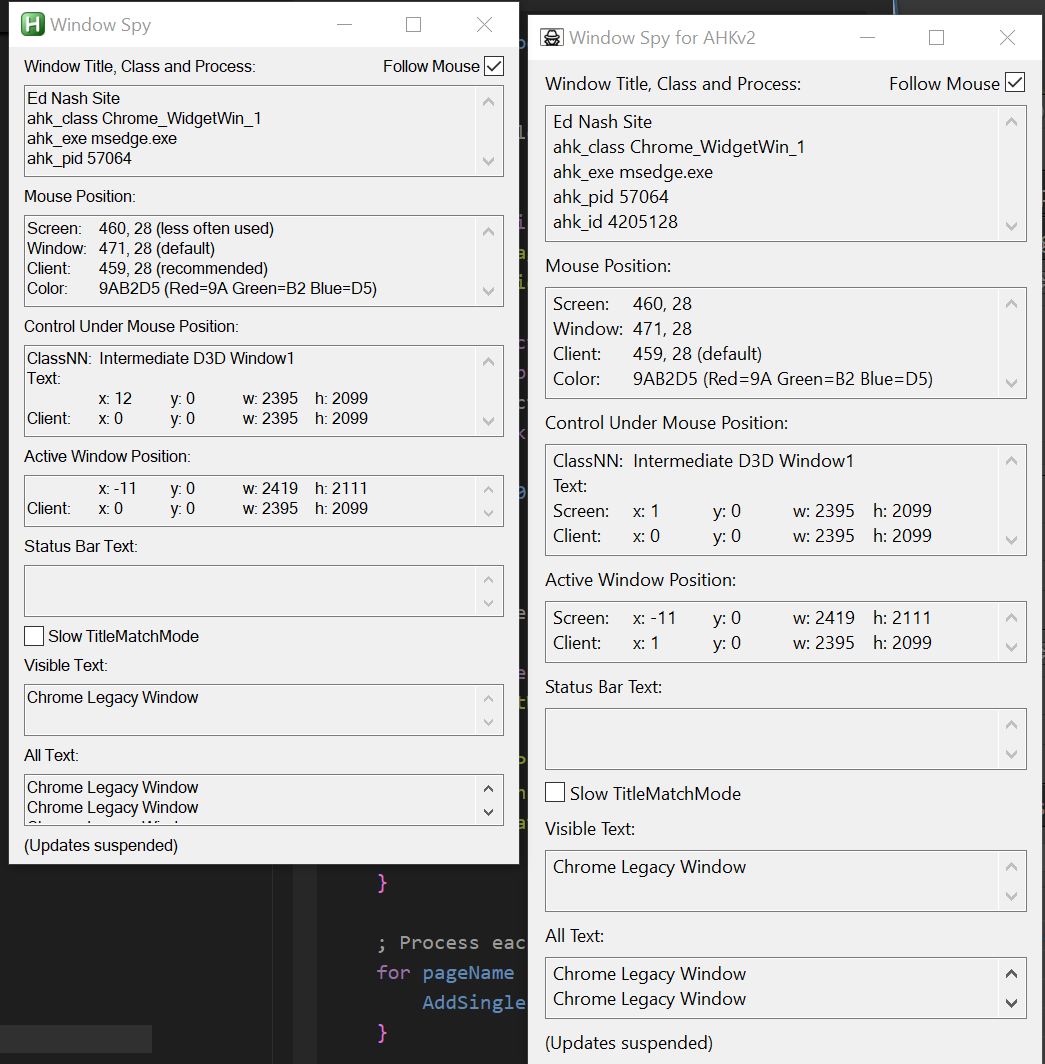 Window Spy
Window Title, Class and Process: Follow Mouse
Ed Nash Site
ahk_class Chrome_WidgetWin_1
ahk_exe msedge.exe
ahk_pid 57064
Mouse Position:
Screen: 460, 28 (less often used)
Window: 471, 28 (default)
Client: 459, 28 (recommended)
Color: 9AB2D5 (Red=9A Green=B2 Blue=D5)
Control Under Mouse Position:
ClassNN: Intermediate D3D Window1
Text:
x: 12 y: 0 w: 2395 h: 2099
Client: x: 0 y: 0 w: 2395 h: 2099
Active Window Position:
x: -11 y: 0 w: 2419 h: 2111
Client: x: 0 y: 0 w: 2395 h: 2099
Status Bar Text:
Slow TitleMatchMode
Visible Text:
Chrome Legacy Window
All Text:
Chrome Legacy Window
Chrome Legacy Window
(Updates suspended)
Window Spy for AHKv2
Window Title, Class and Process: Follow Mouse
Ed Nash Site
ahk_class Chrome_WidgetWin_1
ahk_exe msedge.exe
ahk_pid 57064
ahk_id 4205128
Mouse Position:
Screen: 460, 28
Window: 471, 28
Client: 459, 28 (default)
Color: 9AB2D5 (Red=9A Green=B2 Blue=D5)
Control Under Mouse Position:
ClassNN: Intermediate D3D Window1
Text:
Screen: x: 1 y: 0 w: 2395 h: 2099
Client: x: 0 y: 0 w: 2395 h: 2099
Active Window Position:
Screen: x: -11 y: 0 w: 2419 h: 2111
Client: x: 1 y: 0 w: 2395 h: 2099
Status Bar Text:
Slow TitleMatchMode
Visible Text:
Chrome Legacy Window
All Text:
Chrome Legacy Window
Chrome Legacy Window
(Updates suspended)
}
; Process eac
for pageName
AddSingle
}